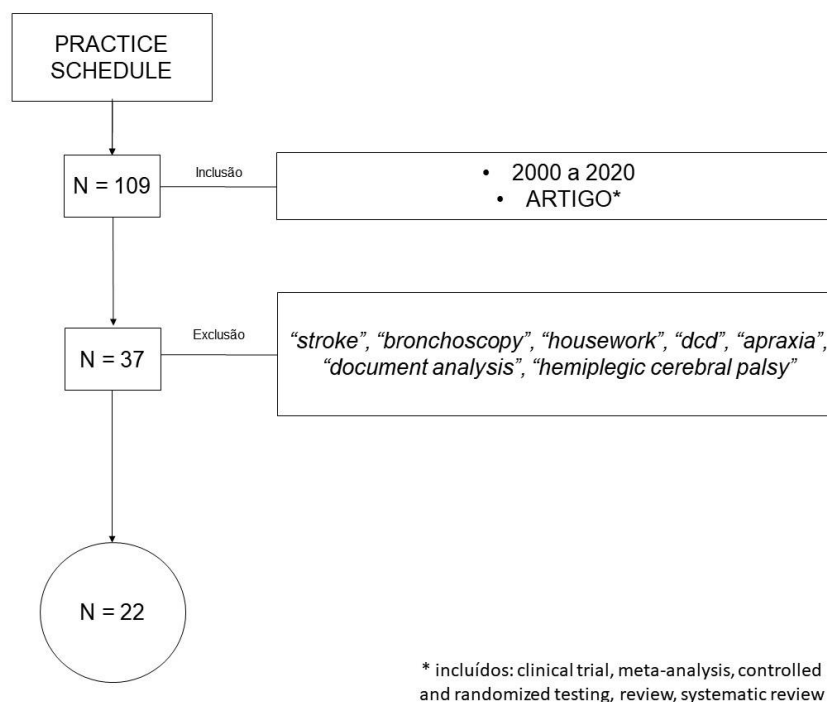 PRACTICE
SCHEDULE
N = 109
Inclusão
• 2000 a 2020
• ARTIGO*
N = 37
Exclusão
“stroke”, “bronchoscopy”, “housework”, “dcd”, “apraxia”,
“document analysis”, “hemiplegic cerebral palsy”
N = 22
* incluídos: clinical trial, meta-analysis, controlled
and randomized testing, review, systematic review